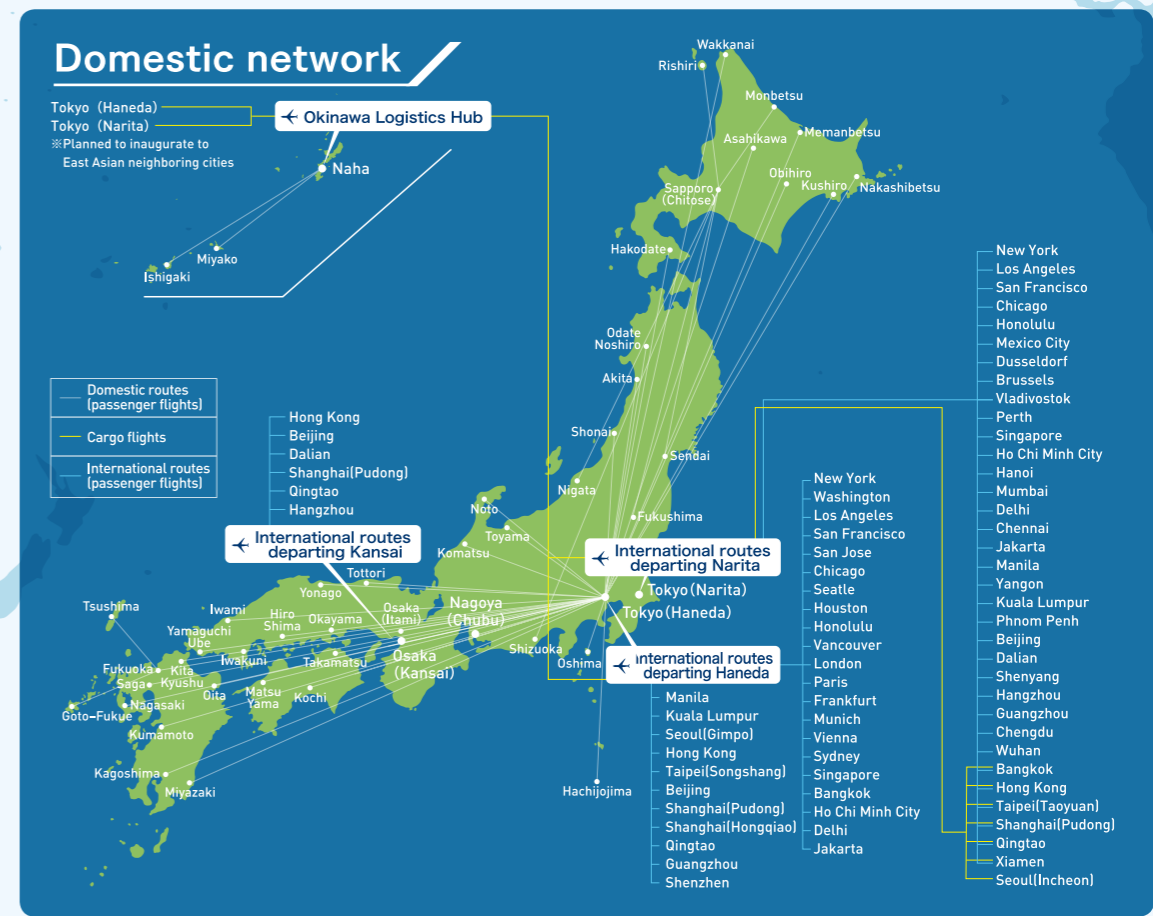 Domestic network
Tokyo (Haneda)
Tokyo (Narita)
※Planned to inaugurate to
East Asian neighboring cities
Okinawa Logistics Hub
Naha
Miyako
Ishigaki
Wakkanai
Rishiri
Monbetsu
Memanbetsu
Asahikawa
Obihiro
Kushiro
Nakashibetsu
Sapporo
(Chitose)
Hakodate
Odate
Noshiro
Akita
Shonai
Sendai
Nigata
Fukushima
Noto
Toyama
Komatsu
Domestic routes
(passenger flights)
Cargo flights
International routes
(passenger flights)
Hong Kong
Beijing
Dalian
Shanghai(Pudong)
Qingtao
Hangzhou
International routes
departing Kansai
International routes
departing Narita
Tokyo(Narita)
Tokyo(Haneda)
International routes
departing Haneda
Tottori
Yonago
Tsushima
Iwami
Hiro
Shima
Okayama
Osaka
(Itami)
Nagoya
(Chubu)
Yamaguchi
Ube
Iwakuni
Takamatsu
Osaka
(Kansai)
Shizuoka
Oshima
Fukuoka
Kita
Kyushu
Saga
Oita
Matsu
Yama
Kochi
Nagasaki
Goto-Fukue
Kumamoto
Kagoshima
Miyazaki
Hachijojima
Manila
Kuala Lumpur
Seoul(Gimpo)
Hong Kong
Taipei(Songshang)
Beijing
Shanghai(Pudong)
Shanghai(Hongqiao)
Qingtao
Guangzhou
Shenzhen
New York
Washington
Los Angeles
San Francisco
San Jose
Chicago
Seatle
Houston
Honolulu
Vancouver
London
Paris
Frankfurt
Munich
Vienna
Sydney
Singapore
Bangkok
Ho Chi Minh City
Delhi
Jakarta
New York
Los Angeles
San Francisco
Chicago
Honolulu
Mexico City
Dusseldorf
Brussels
Vladivostok
Perth
Singapore
Ho Chi Minh City
Hanoi
Mumbai
Delhi
Chennai
Jakarta
Manila
Yangon
Kuala Lumpur
Phnom Penh
Beijing
Dalian
Shenyang
Hangzhou
Guangzhou
Chengdu
Wuhan
Bangkok
Hong Kong
Taipei(Taoyuan)
Shanghai(Pudong)
Qingtao
Xiamen
Seoul(Incheon)